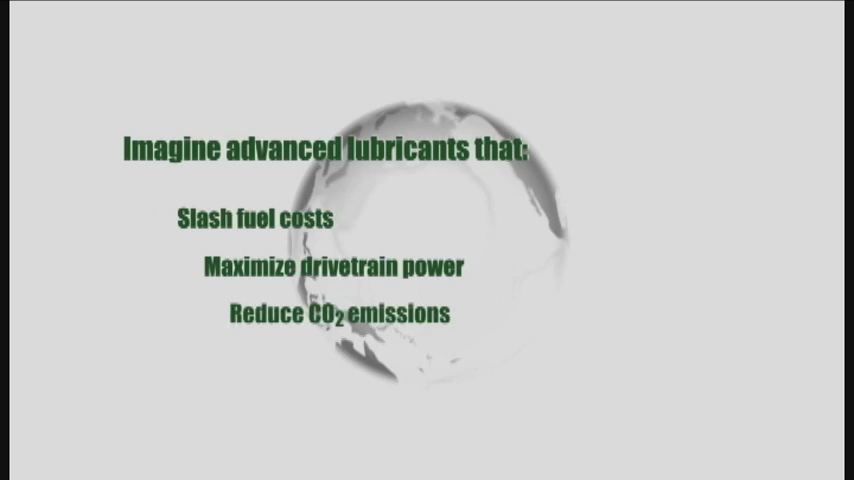 Imagine advanced lubricants that:
Slash fuel costs
Maximize drivetrain power
Reduce CO₂ emissions